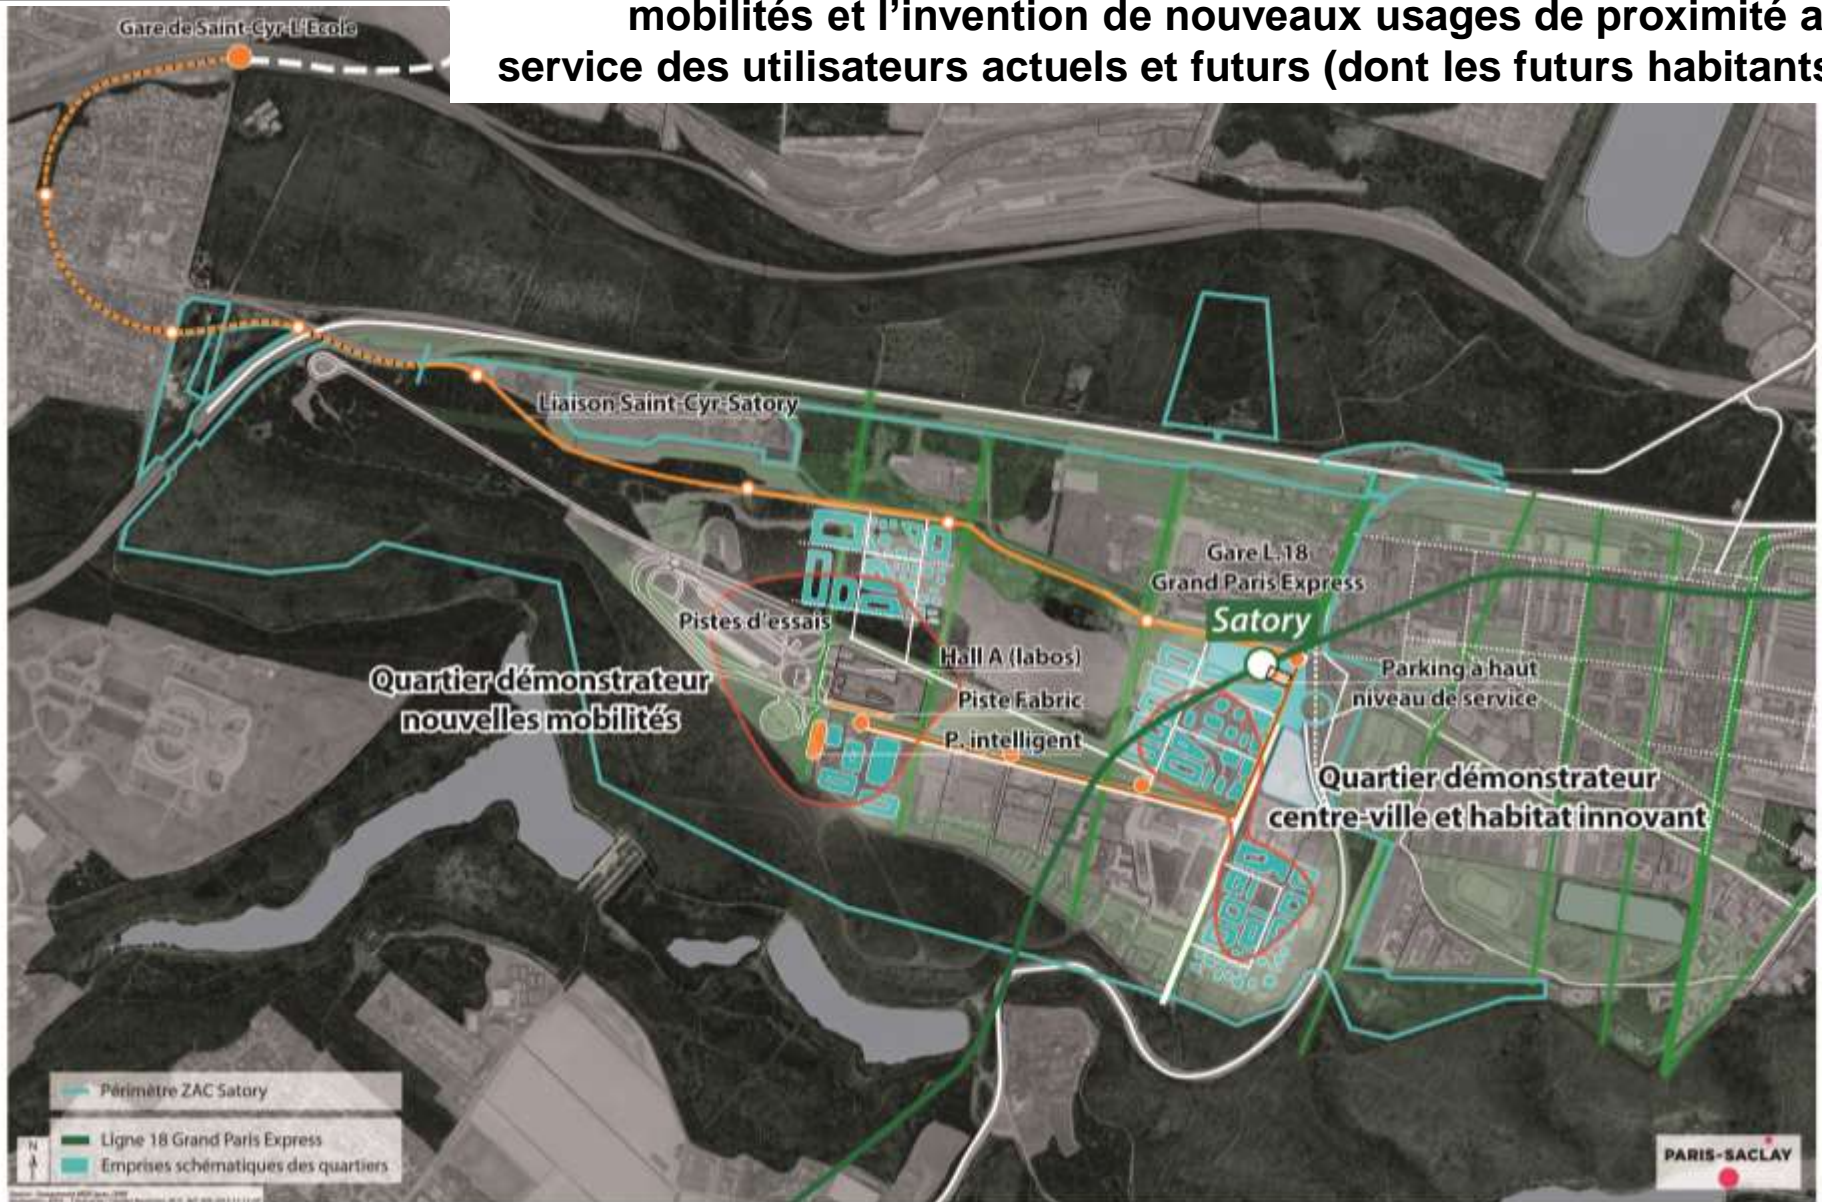 mobilités et l’invention de nouveaux usages de proximité a
service des utilisateurs actuels et futurs (dont les futurs habitants
Gare de Saint-Cyr-L'Ecole
Liaison Saint-Cyr-Satory
Gare L.18
Grand Paris Express
Satory
Pistes d'essais
Hall A (labos)
Piste Fabric
P. intelligent
Parking à haut
niveau de service
Quartier démonstrateur
nouvelles mobilités
Quartier démonstrateur
centre-ville et habitat innovant
Périmètre ZAC Satory
Ligne 18 Grand Paris Express
Emprises schématiques des quartiers
N
PARIS-SACLAY